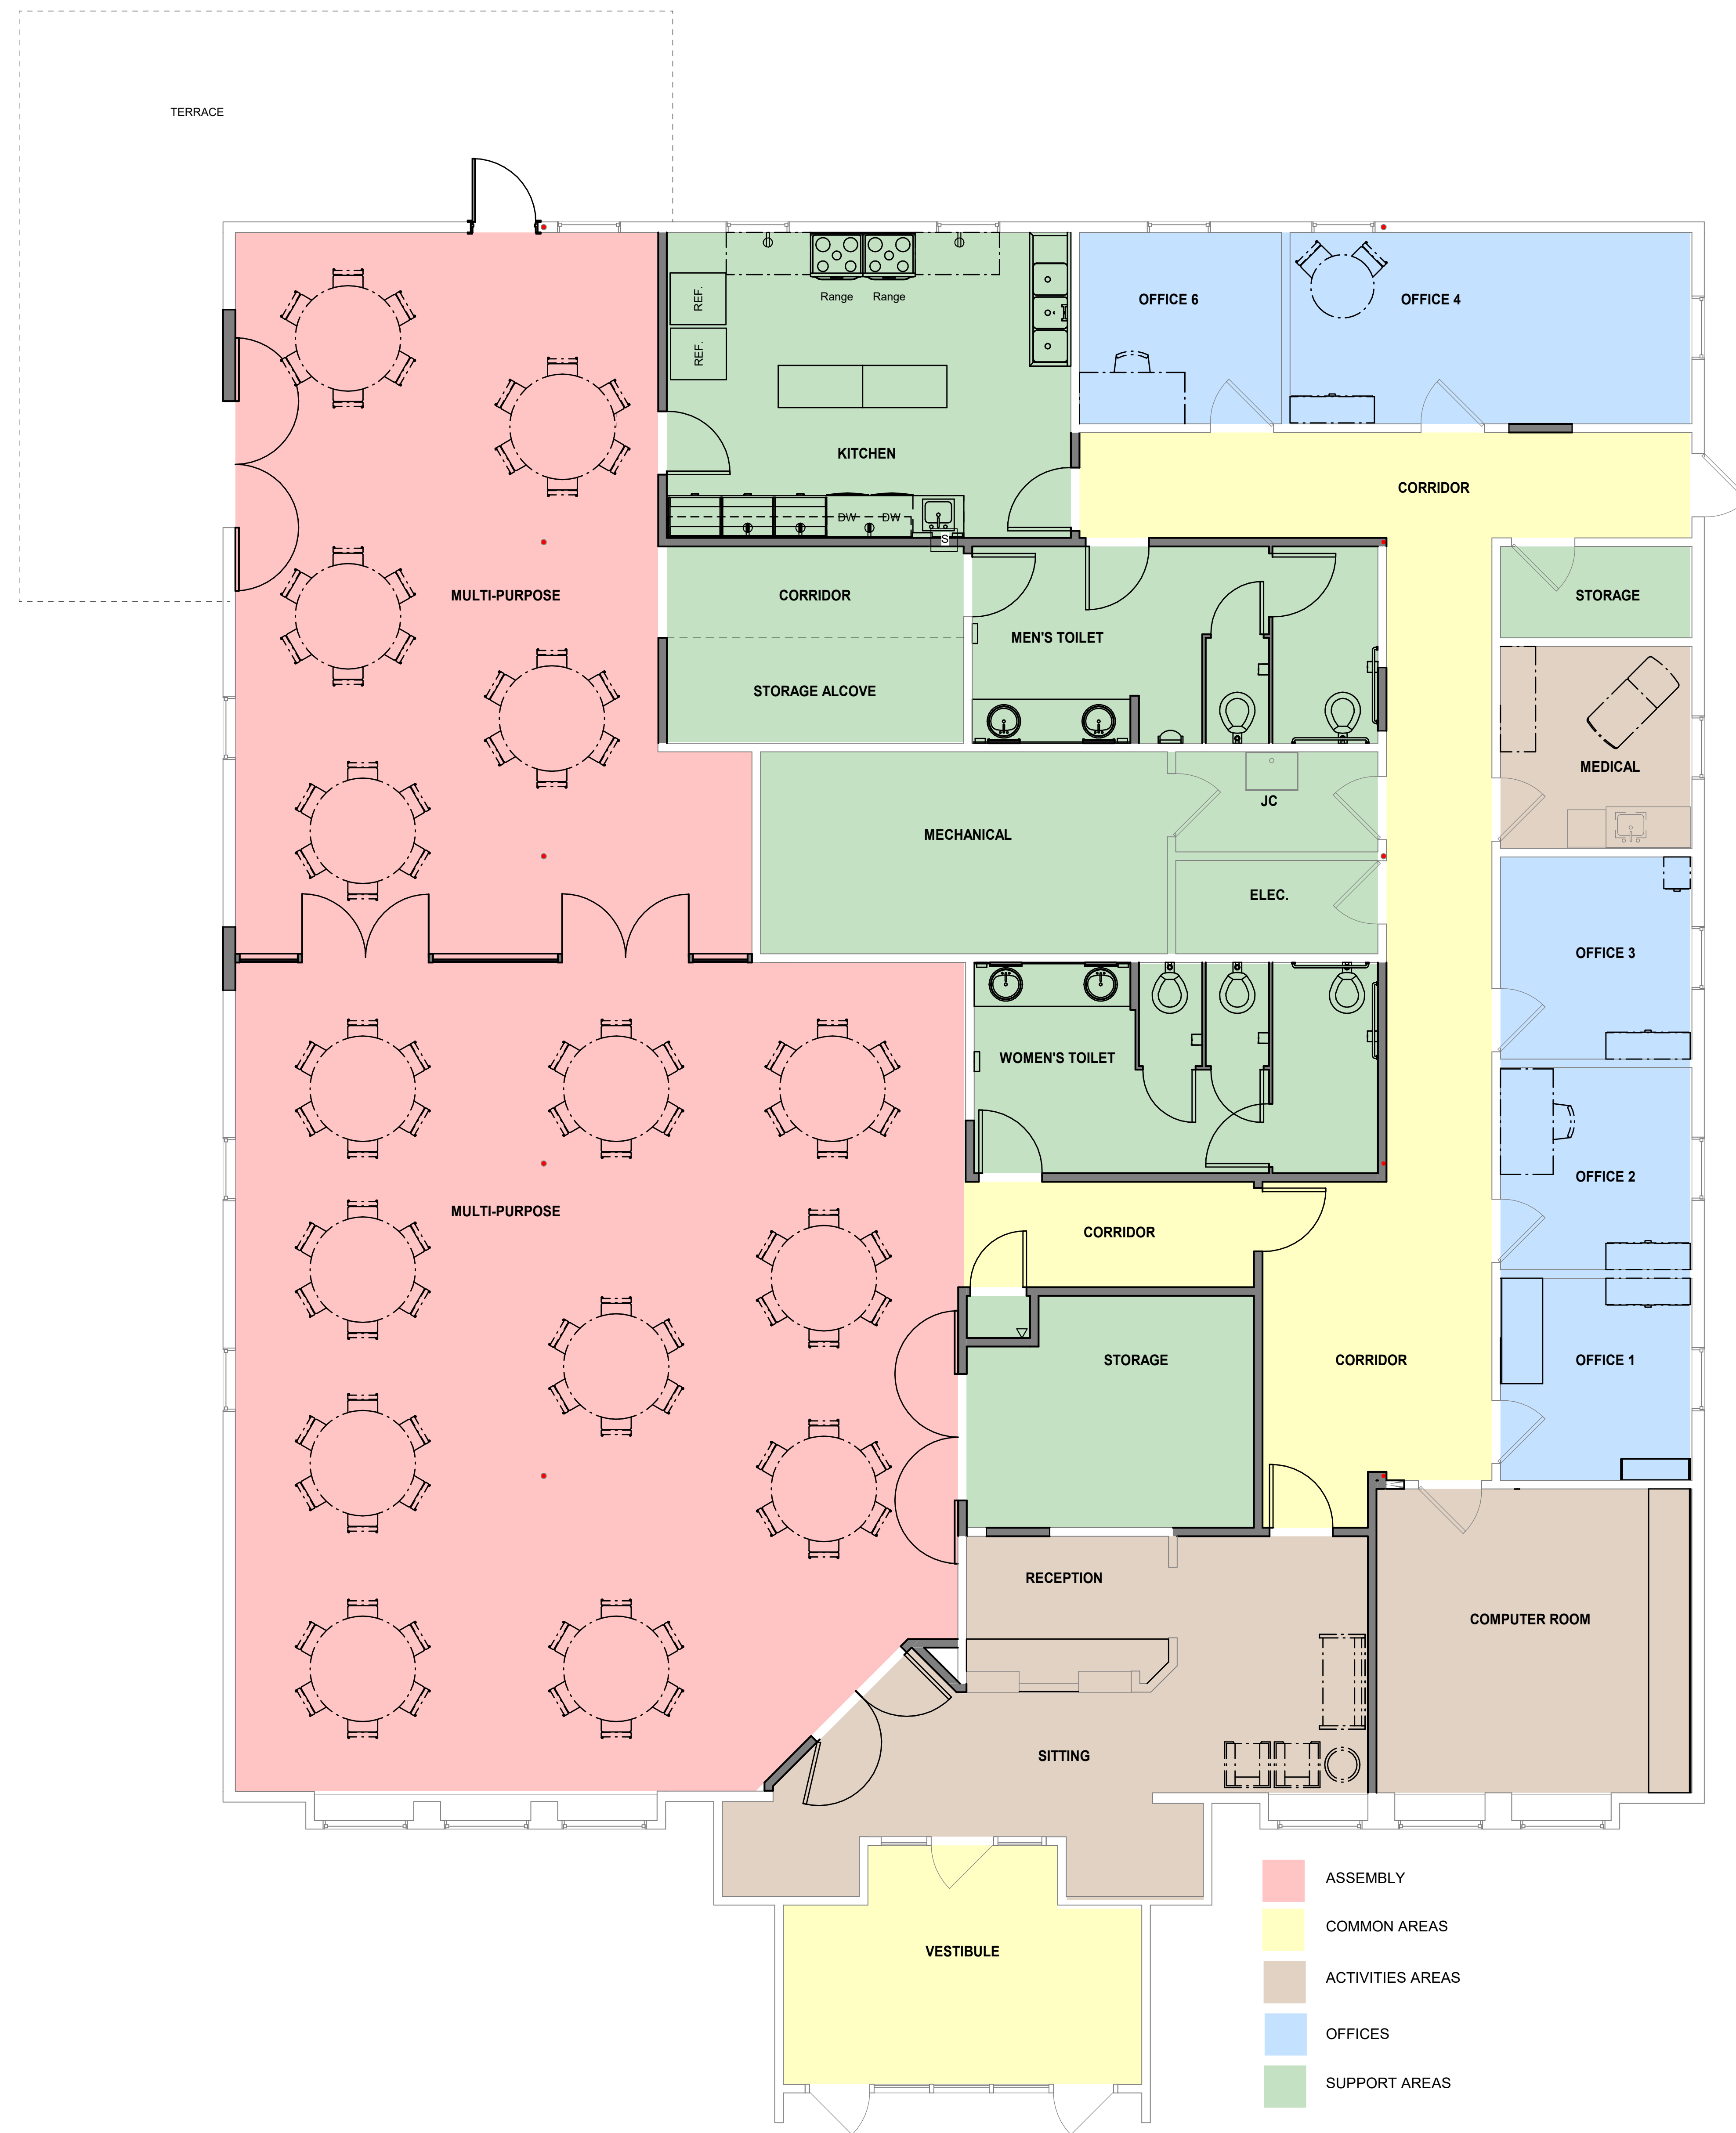 TERRACE
OFFICE 6
OFFICE 4
REF.
Range
Range
REF.
KITCHEN
CORRIDOR
DW
DW
S
MULTI-PURPOSE
CORRIDOR
STORAGE
MEN'S TOILET
STORAGE ALCOVE
MEDICAL
JC
MECHANICAL
ELEC.
OFFICE 3
WOMEN'S TOILET
OFFICE 2
MULTI-PURPOSE
CORRIDOR
STORAGE
CORRIDOR
OFFICE 1
RECEPTION
COMPUTER ROOM
SITTING
ASSEMBLY
COMMON AREAS
VESTIBULE
ACTIVITIES AREAS
OFFICES
SUPPORT AREAS